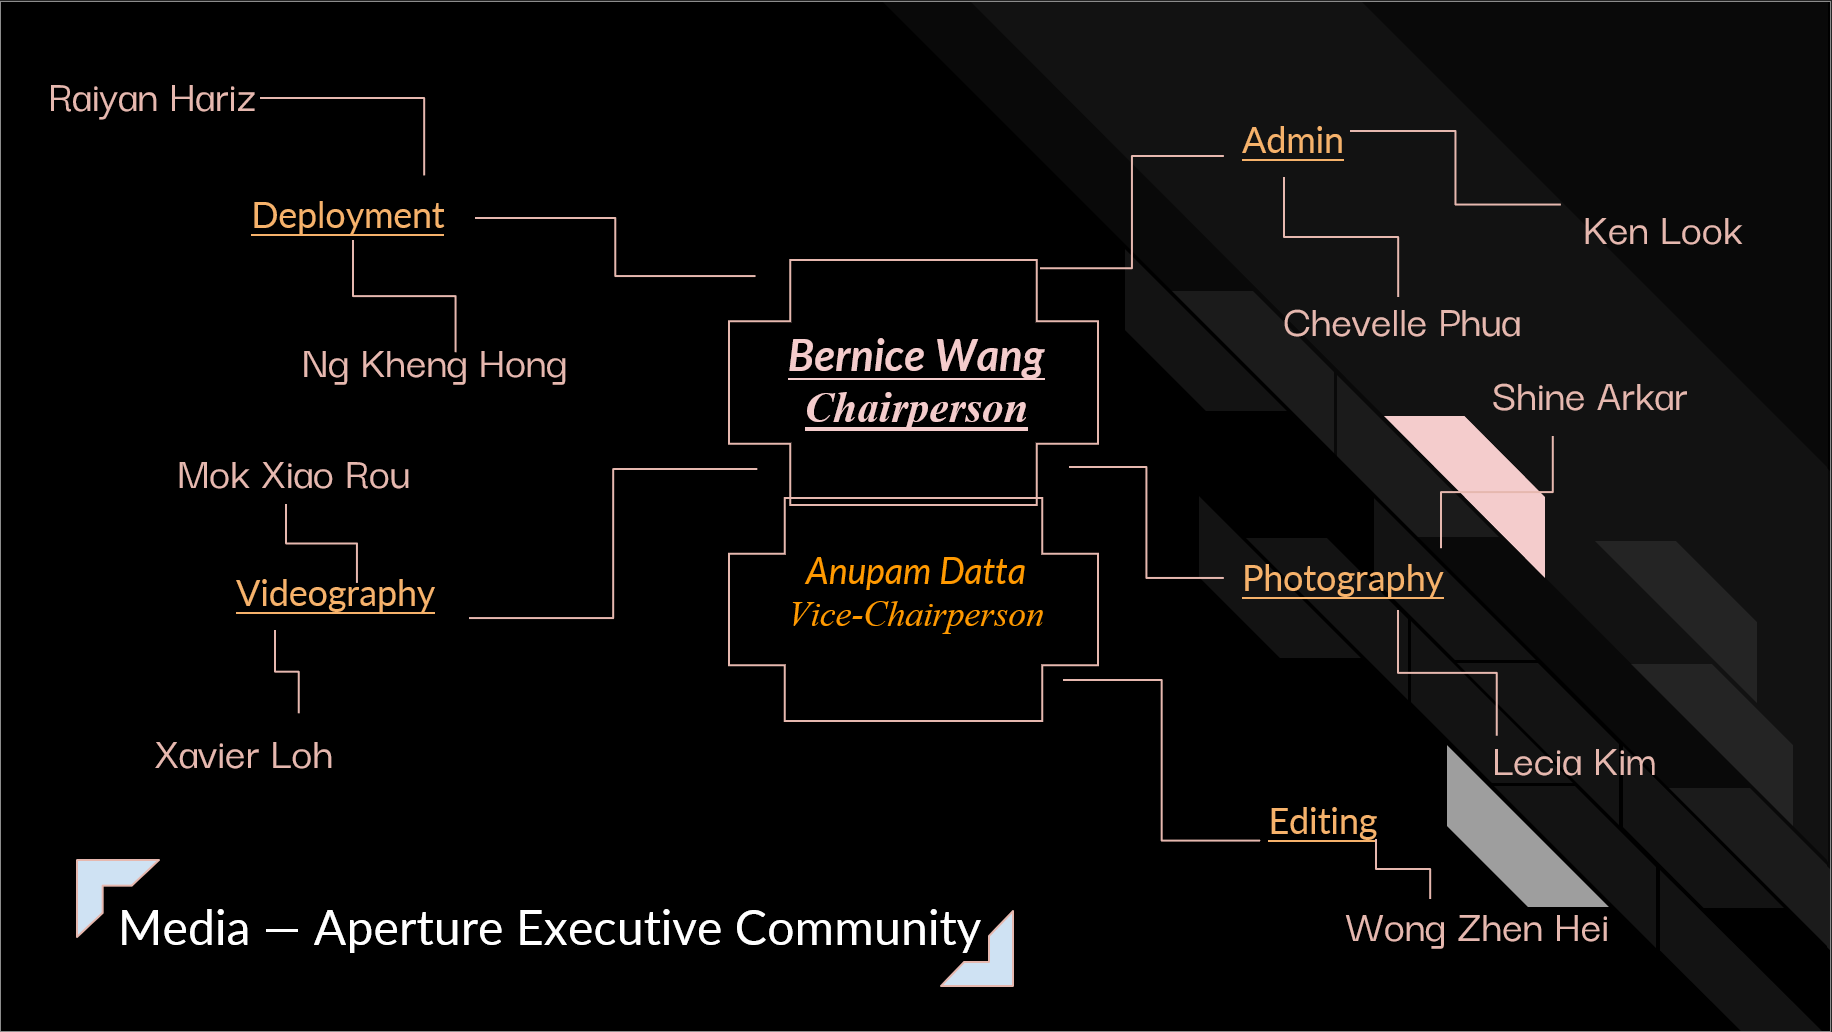 Raiyan Hariz
Deployment
Ng Kheng Hong
Mok Xiao Rou
Videography
Xavier Loh
Bernice Wang
Chairperson
Anupam Datta
Vice-Chairperson
Admin
Ken Look
Chevelle Phua
Shine Arkar
Photography
Lecia Kim
Editing
Wong Zhen Hei
Media — Aperture Executive Community